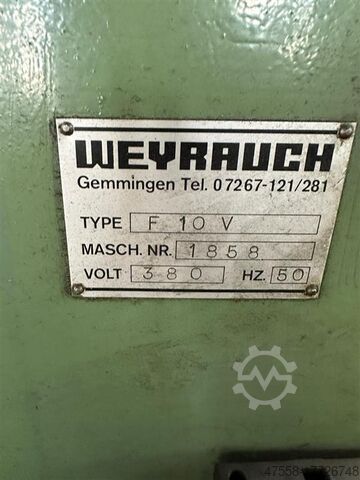 WEYRAUCH
Gemmingen Tel. 07267-121/281
TYPE F 10 V
MASCH. NR. 1858
VOLT 380 HZ. 50